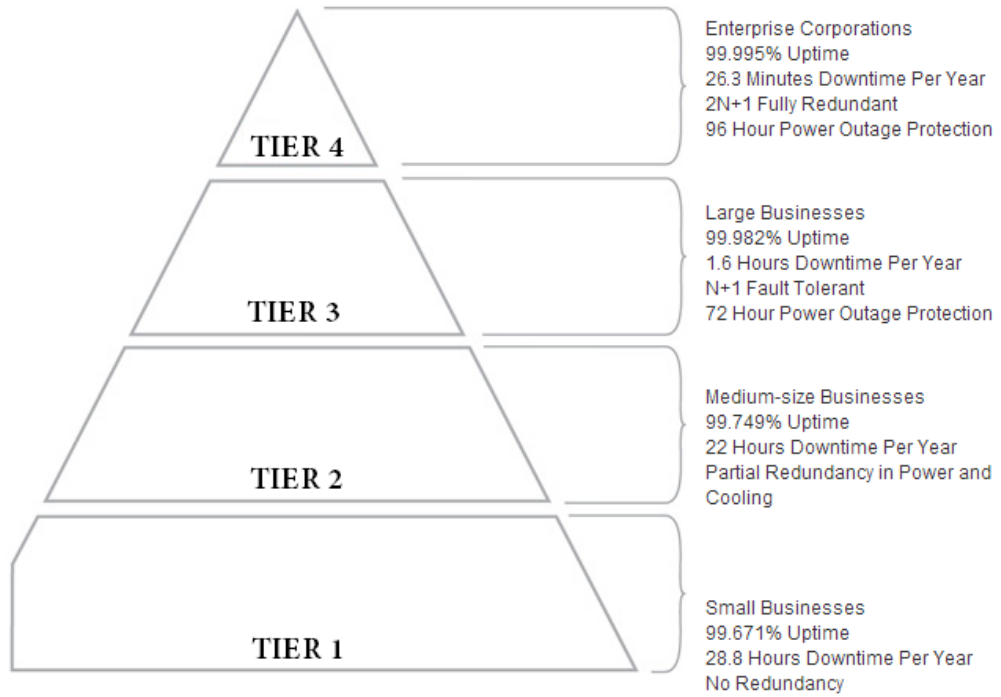 Enterprise Corporations
99.995% Uptime
26.3 Minutes Downtime Per Year
2N+1 Fully Redundant
96 Hour Power Outage Protection
TIER 4
Large Businesses
99.982% Uptime
1.6 Hours Downtime Per Year
N+1 Fault Tolerant
72 Hour Power Outage Protection
TIER 3
Medium-size Businesses
99.749% Uptime
22 Hours Downtime Per Year
Partial Redundancy in Power and
Cooling
TIER 2
Small Businesses
99.671% Uptime
28.8 Hours Downtime Per Year
No Redundancy
TIER 1